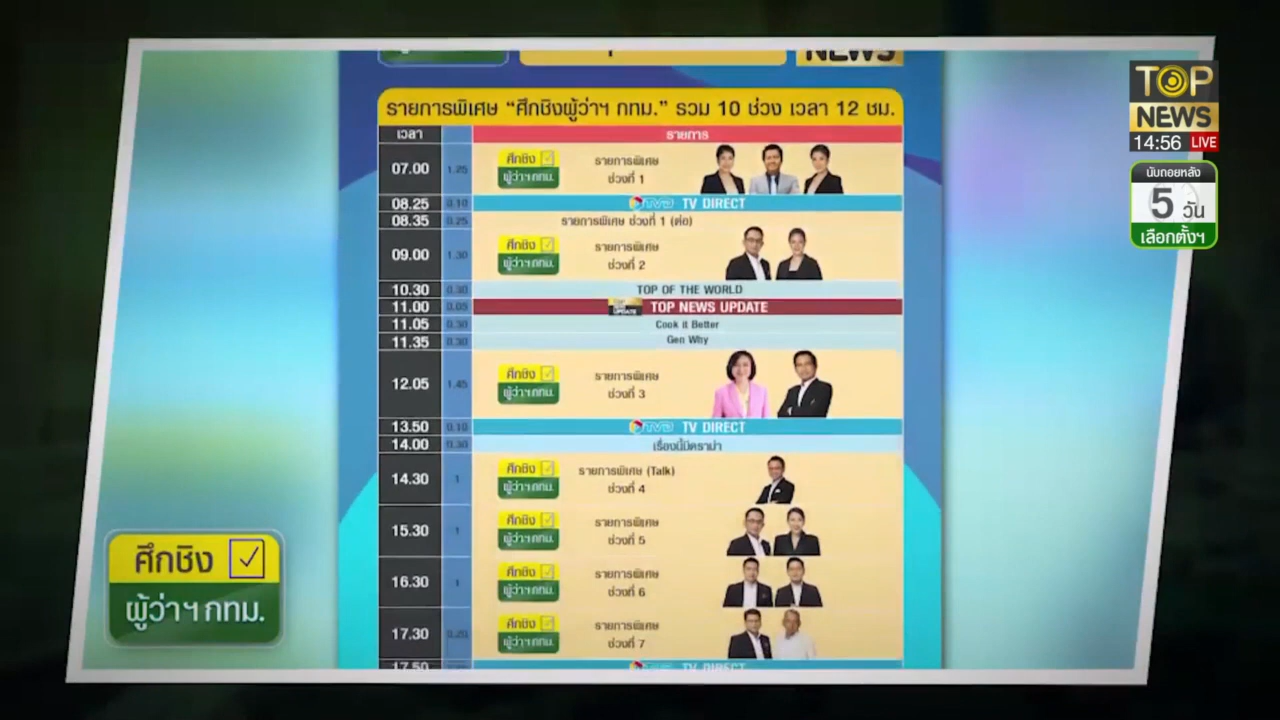 NEWS
รายการพิเศษ “ศึกชิงผู้ว่าฯ กทม.” รวม 10 ช่วง เวลา 12 ชม.
เวลา รายการ
07.00 1.25 ศึกชิง ผู้ว่าฯ กทม. รายการพิเศษ ช่วงที่ 1
08.25 0.10 TVD TV DIRECT
08.35 0.25 รายการพิเศษ ช่วงที่ 1 (ต่อ)
09.00 1.30 ศึกชิง ผู้ว่าฯ กทม. รายการพิเศษ ช่วงที่ 2
10.30 0.30 TOP OF THE WORLD
11.00 0.05 TOP NEWS UPDATE
11.05 0.30 Cook it Better
11.35 0.30 Gen Why
12.05 1.45 ศึกชิง ผู้ว่าฯ กทม. รายการพิเศษ ช่วงที่ 3
13.50 0.10 TVD TV DIRECT
14.00 0.30 เรื่องนี้มีดราม่า
14.30 1 ศึกชิง ผู้ว่าฯ กทม. รายการพิเศษ (Talk) ช่วงที่ 4
15.30 1 ศึกชิง ผู้ว่าฯ กทม. รายการพิเศษ ช่วงที่ 5
16.30 1 ศึกชิง ผู้ว่าฯ กทม. รายการพิเศษ ช่วงที่ 6
17.30 0.20 ศึกชิง ผู้ว่าฯ กทม. รายการพิเศษ ช่วงที่ 7
17.50 TVD TV DIRECT
ศึกชิง
ผู้ว่าฯ กทม.
TOP
NEWS
14:56 LIVE
นับถอยหลัง
5 วัน
เลือกตั้งฯ